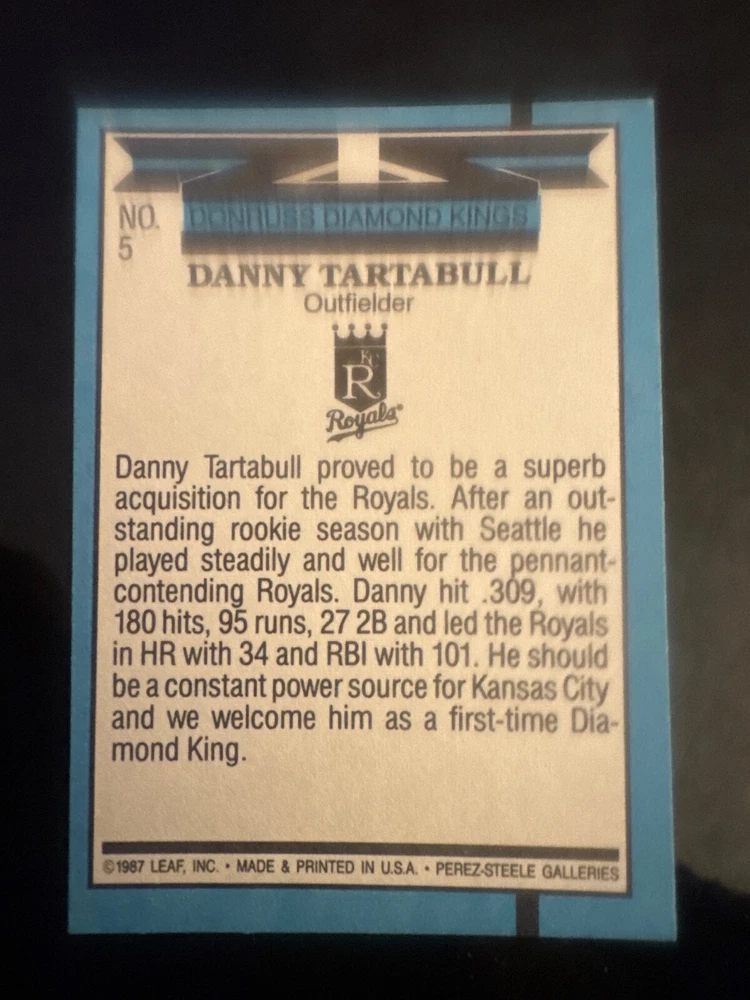 NO.
5
DONRUSS DIAMOND KINGS
DANNY TARTABULL
Outfielder
KC
R
Royals®
Danny Tartabull proved to be a superb
acquisition for the Royals. After an out-
standing rookie season with Seattle he
played steadily and well for the pennant-
contending Royals. Danny hit .309, with
180 hits, 95 runs, 27 2B and led the Royals
in HR with 34 and RBI with 101. He should
be a constant power source for Kansas City
and we welcome him as a first-time Dia-
mond King.
©1987 LEAF, INC. • MADE & PRINTED IN U.S.A. • PEREZ-STEELE GALLERIES